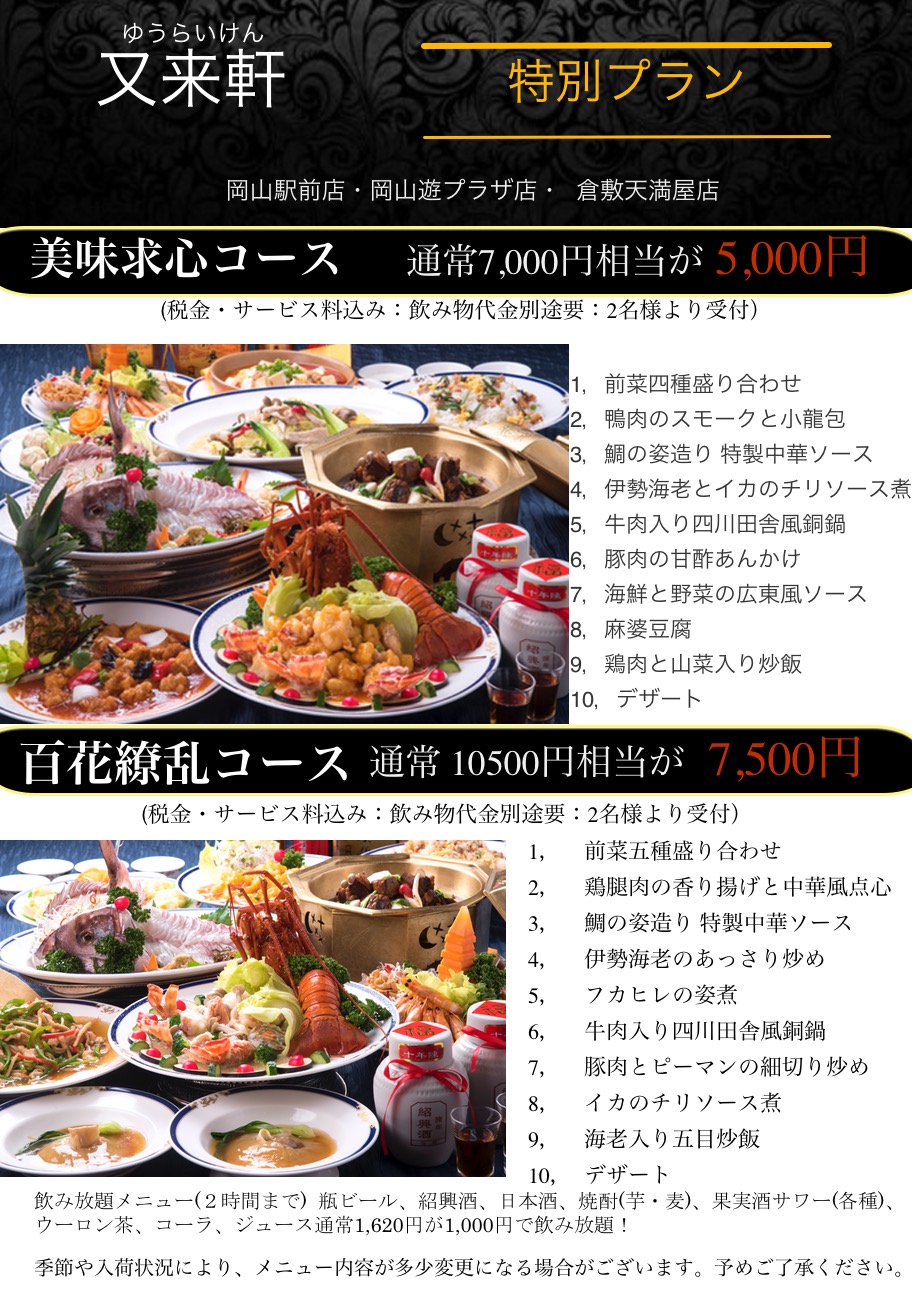 ゆうらいけん
又来軒
特別プラン
岡山駅前店・岡山遊プラザ店・ 倉敷天満屋店
美味求心コース 通常7,000円相当が 5,000円
(税金・サービス料込み：飲み物代金別途要：2名様より受付)
1, 前菜四種盛り合わせ
2, 鴨肉のスモークと小龍包
3, 鯛の姿造り 特製中華ソース
4, 伊勢海老とイカのチリソース煮
5, 牛肉入り四川田舎風銅鍋
6, 豚肉の甘酢あんかけ
7, 海鮮と野菜の広東風ソース
8, 麻婆豆腐
9, 鶏肉と山菜入り炒飯
10, デザート
百花繚乱コース 通常 10500円相当が 7,500円
(税金・サービス料込み：飲み物代金別途要：2名様より受付)
1, 前菜五種盛り合わせ
2, 鶏腿肉の香り揚げと中華風点心
3, 鯛の姿造り 特製中華ソース
4, 伊勢海老のあっさり炒め
5, フカヒレの姿煮
6, 牛肉入り四川田舎風銅鍋
7, 豚肉とピーマンの細切り炒め
8, イカのチリソース煮
9, 海老入り五目炒飯
10, デザート
十年陳
紹興酒
飲み放題メニュー(２時間まで) 瓶ビール、紹興酒、日本酒、焼酎(芋・麦)、果実酒サワー(各種)、
ウーロン茶、コーラ、ジュース通常1,620円が1,000円で飲み放題！
季節や入荷状況により、メニュー内容が多少変更になる場合がございます。予めご了承ください。